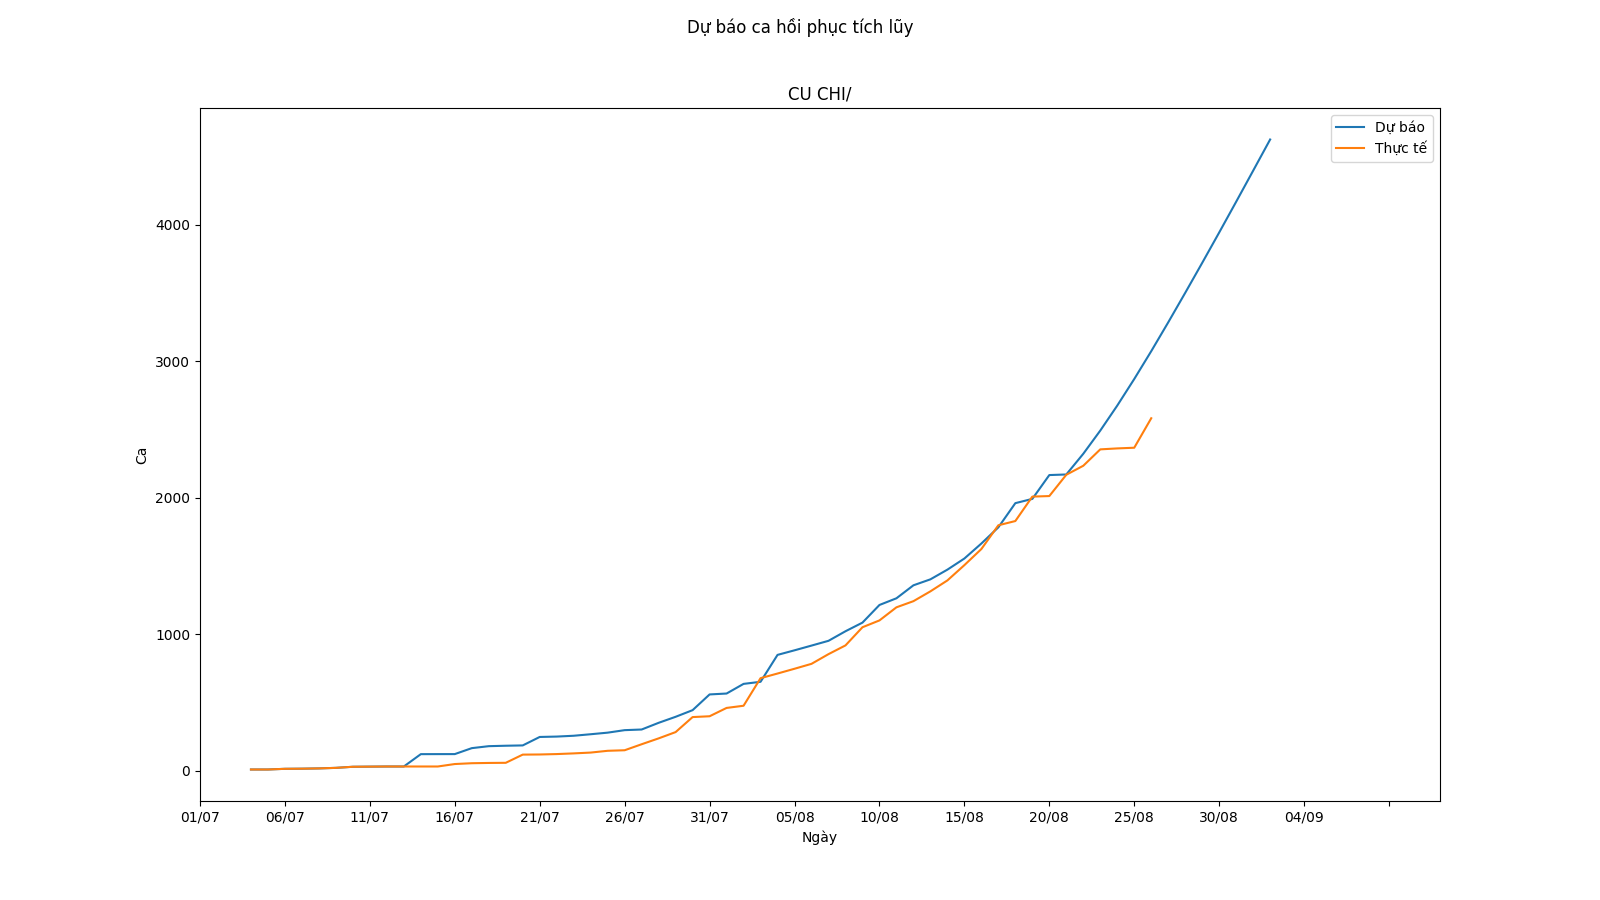 Dự báo ca hồi phục tích lũy
CU CHI/
Dự báo
Thực tế
4000
3000
2000
1000
0
Ca
01/07 06/07 11/07 16/07 21/07 26/07 31/07 05/08 10/08 15/08 20/08 25/08 30/08 04/09
Ngày